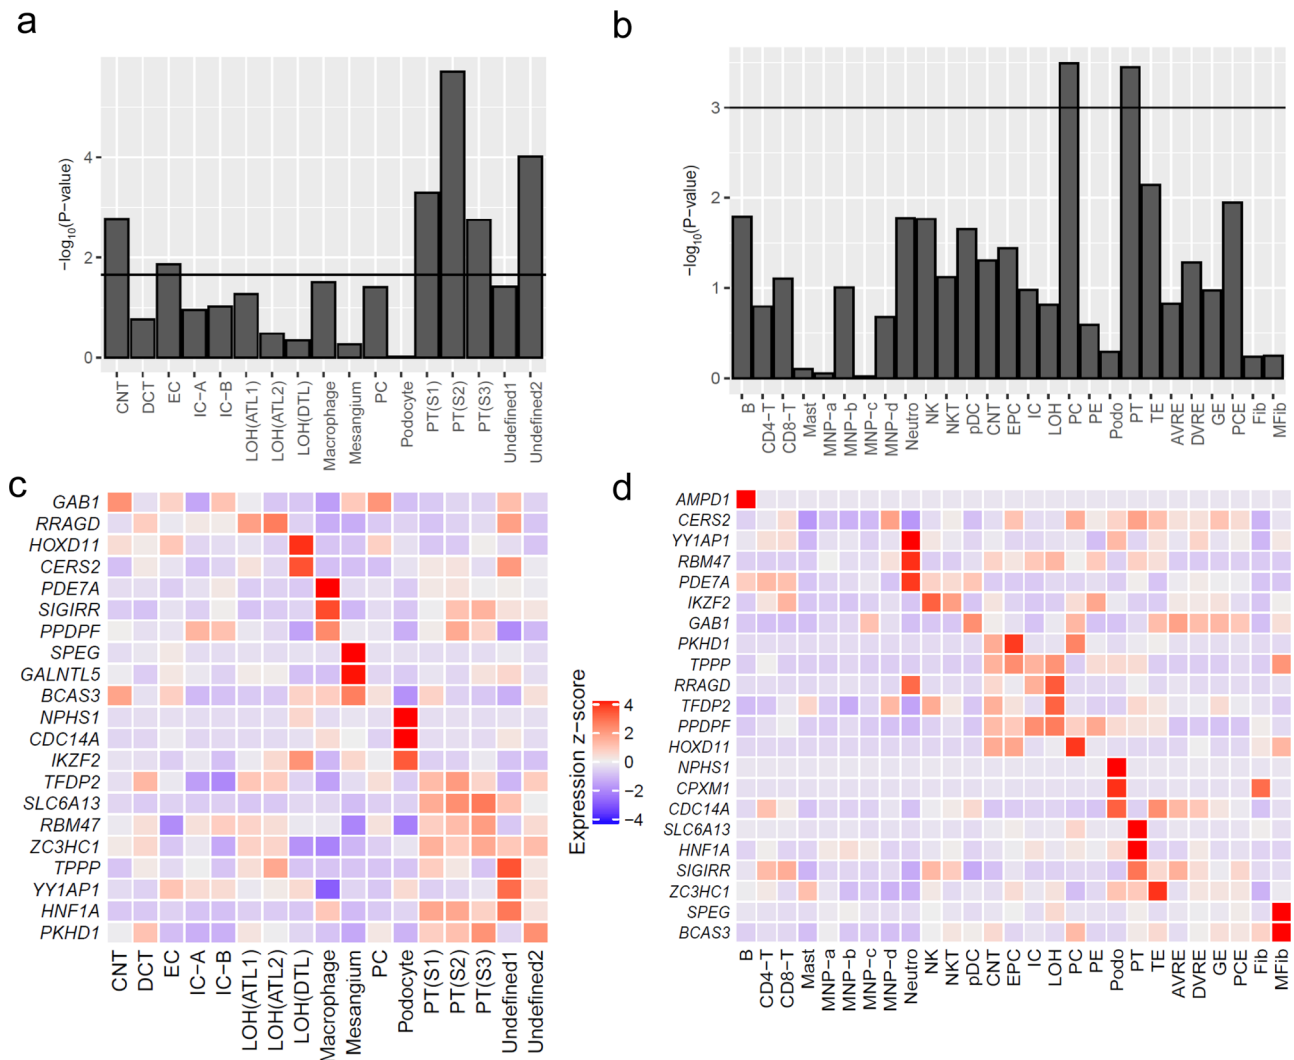 a
−log10(P−value)
4
2
0
CNT
DCT
EC
IC−A
IC−B
LOH(ATL1)
LOH(ATL2)
LOH(DTL)
Macrophage
Mesangium
PC
Podocyte
PT(S1)
PT(S2)
PT(S3)
Undefined1
Undefined2
b
−log10(P−value)
3
2
1
0
B
CD4−T
CD8−T
Mast
MNP−a
MNP−b
MNP−c
MNP−d
Neutro
NK
NKT
pDC
CNT
EPC
IC
LOH
PC
PE
Podo
PT
TE
AVRE
DVRE
GE
PCE
Fib
MFib
c
GAB1
RRAGD
HOXD11
CERS2
PDE7A
SIGIRR
PPDPF
SPEG
GALNTL5
BCAS3
NPHS1
CDC14A
IKZF2
TFDP2
SLC6A13
RBM47
ZC3HC1
TPPP
YY1AP1
HNF1A
PKHD1
CNT
DCT
EC
IC−A
IC−B
LOH(ATL1)
LOH(ATL2)
LOH(DTL)
Macrophage
Mesangium
PC
Podocyte
PT(S1)
PT(S2)
PT(S3)
Undefined1
Undefined2
Expression z−score
4
2
0
−2
−4
d
AMPD1
CERS2
YY1AP1
RBM47
PDE7A
IKZF2
GAB1
PKHD1
TPPP
RRAGD
TFDP2
PPDPF
HOXD11
NPHS1
CPXM1
CDC14A
SLC6A13
HNF1A
SIGIRR
ZC3HC1
SPEG
BCAS3
B
CD4−T
CD8−T
Mast
MNP−a
MNP−b
MNP−c
MNP−d
Neutro
NK
NKT
pDC
CNT
EPC
IC
LOH
PC
PE
Podo
PT
TE
AVRE
DVRE
GE
PCE
Fib
MFib